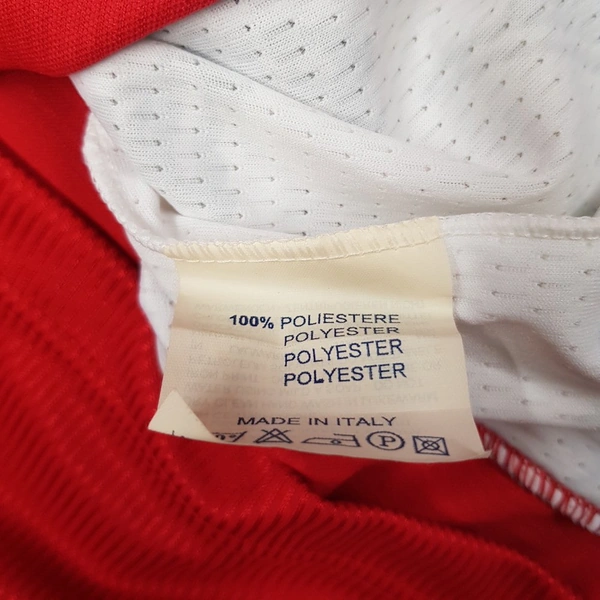 100% POLIESTERE
POLYESTER
POLYESTER
POLYESTER
MADE IN ITALY
P